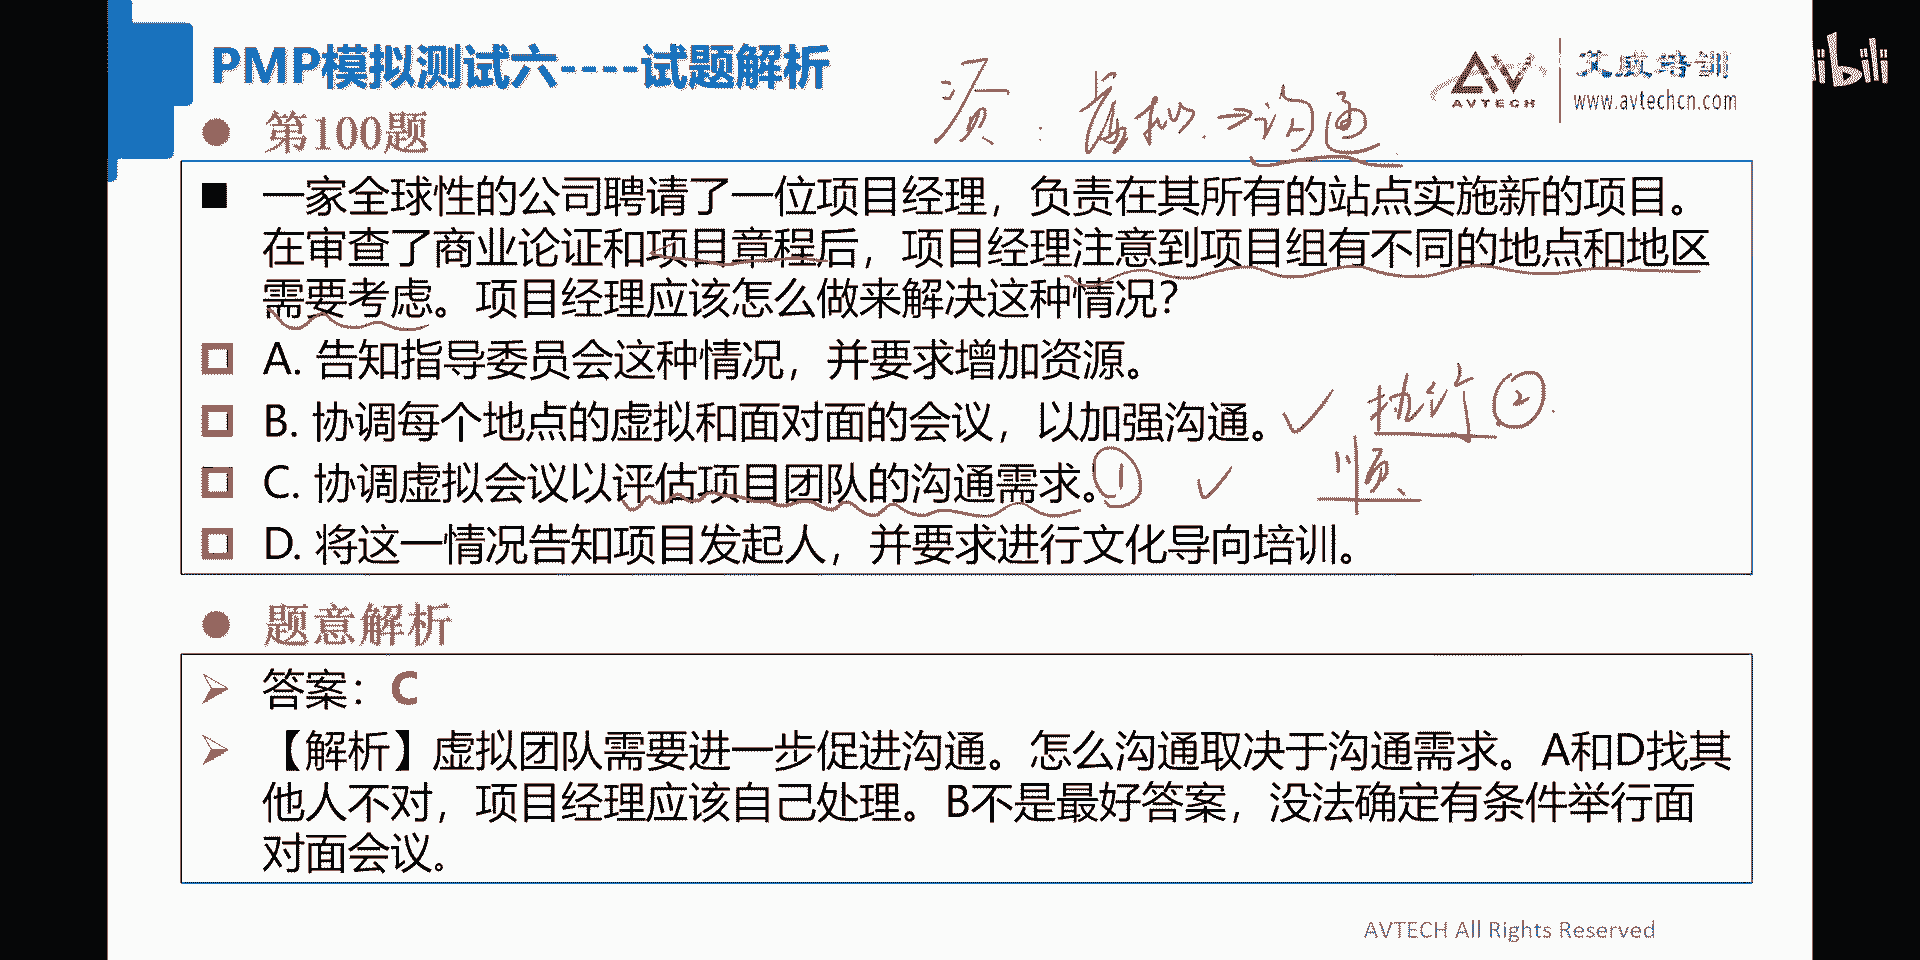 PMP模拟测试六----试题解析
资：虚拟.→沟通
AVTECH
艾威培训
www.avtechcn.com
libili
第100题
一家全球性的公司聘请了一位项目经理，负责在其所有的站点实施新的项目。
在审查了商业论证和项目章程后，项目经理注意到项目组有不同的地点和地区
需要考虑。项目经理应该怎么做来解决这种情况？
A. 告知指导委员会这种情况，并要求增加资源。
B. 协调每个地点的虚拟和面对面的会议，以加强沟通。 ✓ 执行②
C. 协调虚拟会议以评估项目团队的沟通需求。① ✓ 顺
D. 将这一情况告知项目发起人，并要求进行文化导向培训。
题意解析
答案：C
【解析】虚拟团队需要进一步促进沟通。怎么沟通取决于沟通需求。A和D找其
他人不对，项目经理应该自己处理。B不是最好答案，没法确定有条件举行面
对面会议。
AVTECH All Rights Reserved